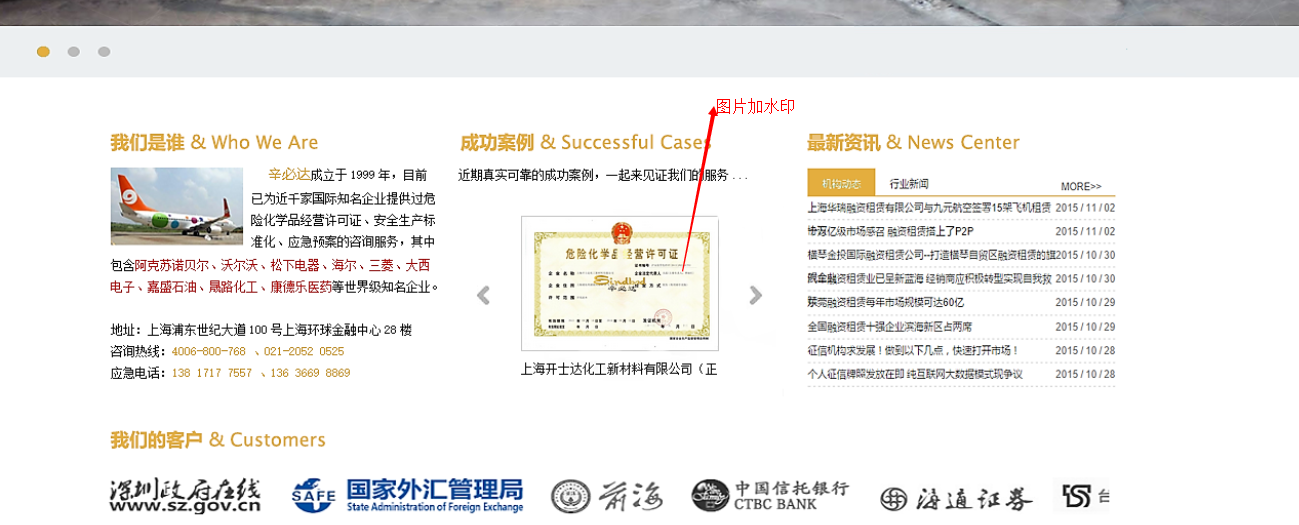 图片加水印
我们是谁 & Who We Are
辛必达成立于 1999 年，目前
已为近千家国际知名企业提供过危
险化学品经营许可证、安全生产标
准化、应急预案的咨询服务，其中
包含阿克苏诺贝尔、沃尔沃、松下电器、海尔、三菱、大西
电子、嘉盛石油、晟路化工、康德乐医药等世界级知名企业。
地址：上海浦东世纪大道 100 号上海环球金融中心 28 楼
咨询热线：4006-800-768 、021-2052 0525
应急电话：138 1717 7557 、136 3669 8869
成功案例 & Successful Cases
近期真实可靠的成功案例，一起来见证我们的服务 . . .
危险化学品经营许可证
Sindbad
辛必达
上海开士达化工新材料有限公司（正
最新资讯 & News Center
机构动态 行业新闻 MORE>>
上海华瑞融资租赁有限公司与九元航空签署15架飞机租赁 2015 / 11 / 02
亿级市场感召 融资租赁搭上了P2P 2015 / 11 / 02
横琴金投国际融资租赁公司--打造横琴自贸区融资租赁的旗 2015 / 10 / 30
融资租赁业已呈新蓝海 经销商应积极转型实现自我救 2015 / 10 / 30
东莞融资租赁每年市场规模可达60亿 2015 / 10 / 29
全国融资租赁十强企业滨海新区占两席 2015 / 10 / 29
征信机构求发展！做到以下几点，快速打开市场！ 2015 / 10 / 28
个人征信牌照发放在即 纯互联网大数据模式现争议 2015 / 10 / 28
我们的客户 & Customers
深圳政府在线
www.sz.gov.cn
SAFE
国家外汇管理局
State Administration of Foreign Exchange
前海
We are Family
中国信托银行
CTBC BANK
海通证券
台